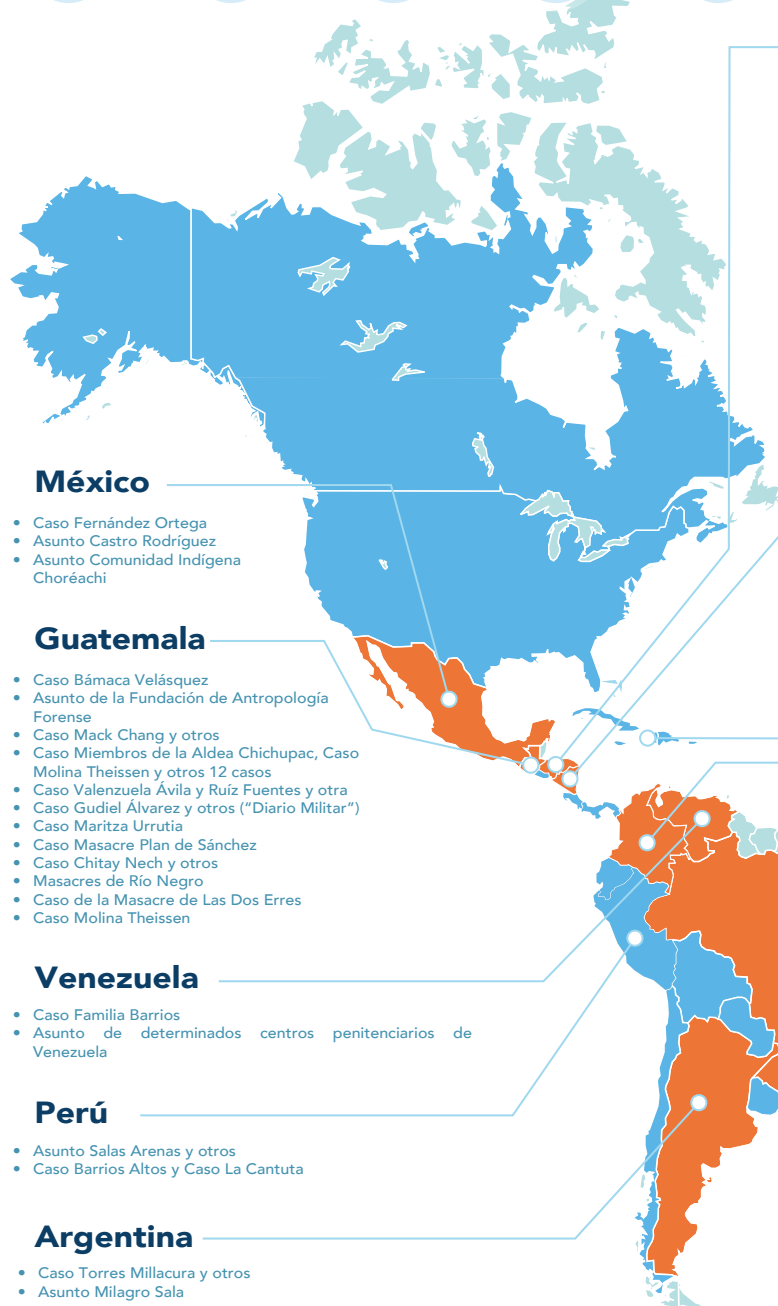 México
• Caso Fernández Ortega
• Asunto Castro Rodríguez
• Asunto Comunidad Indígena
Choréachi
Guatemala
• Caso Bámaca Velásquez
• Asunto de la Fundación de Antropología
Forense
• Caso Mack Chang y otros
• Caso Miembros de la Aldea Chichupac, Caso
Molina Theissen y otros 12 casos
• Caso Valenzuela Ávila y Ruíz Fuentes y otra
• Caso Gudiel Álvarez y otros (“Diario Militar”)
• Caso Maritza Urrutia
• Caso Masacre Plan de Sánchez
• Caso Chitay Nech y otros
• Masacres de Río Negro
• Caso de la Masacre de Las Dos Erres
• Caso Molina Theissen
Venezuela
• Caso Familia Barrios
• Asunto de determinados centros penitenciarios de
Venezuela
Perú
• Asunto Salas Arenas y otros
• Caso Barrios Altos y Caso La Cantuta
Argentina
• Caso Torres Millacura y otros
• Asunto Milagro Sala